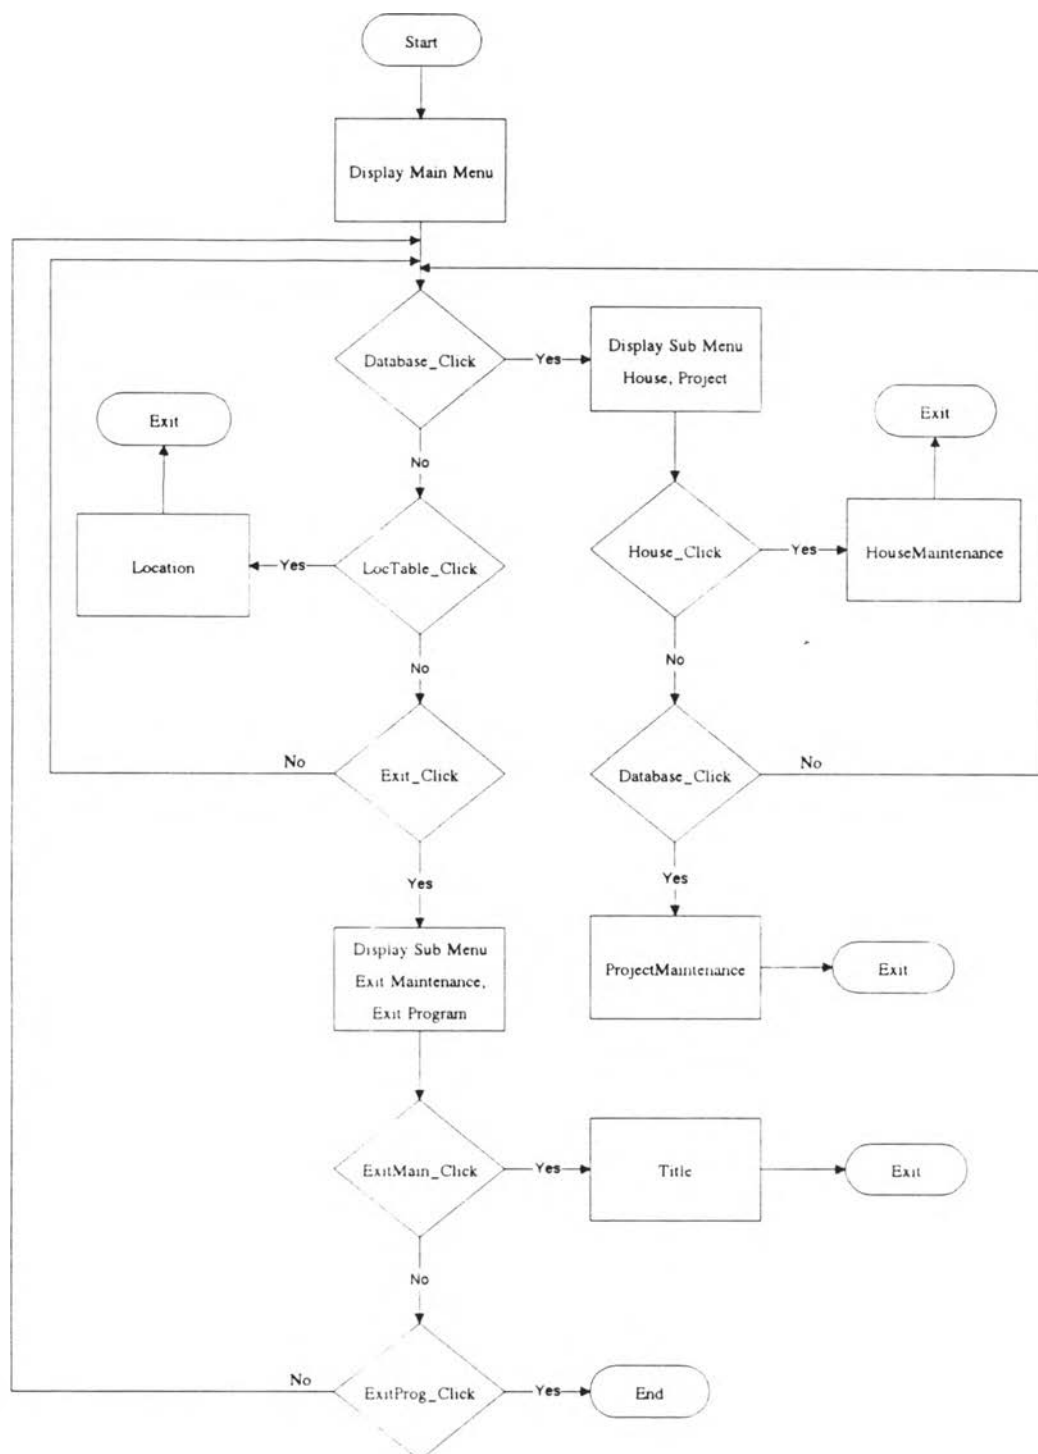 Start
Display Main Menu
Database_Click
Yes
Display Sub Menu
House, Project
Exit
Exit
No
House_Click
Yes
HouseMaintenance
Location
Yes
LocTable_Click
No
No
No
Exit_Click
Database_Click
No
Yes
Yes
Display Sub Menu
Exit Maintenance,
Exit Program
ProjectMaintenance
Exit
ExitMain_Click
Yes
Title
Exit
No
No
ExitProg_Click
Yes
End